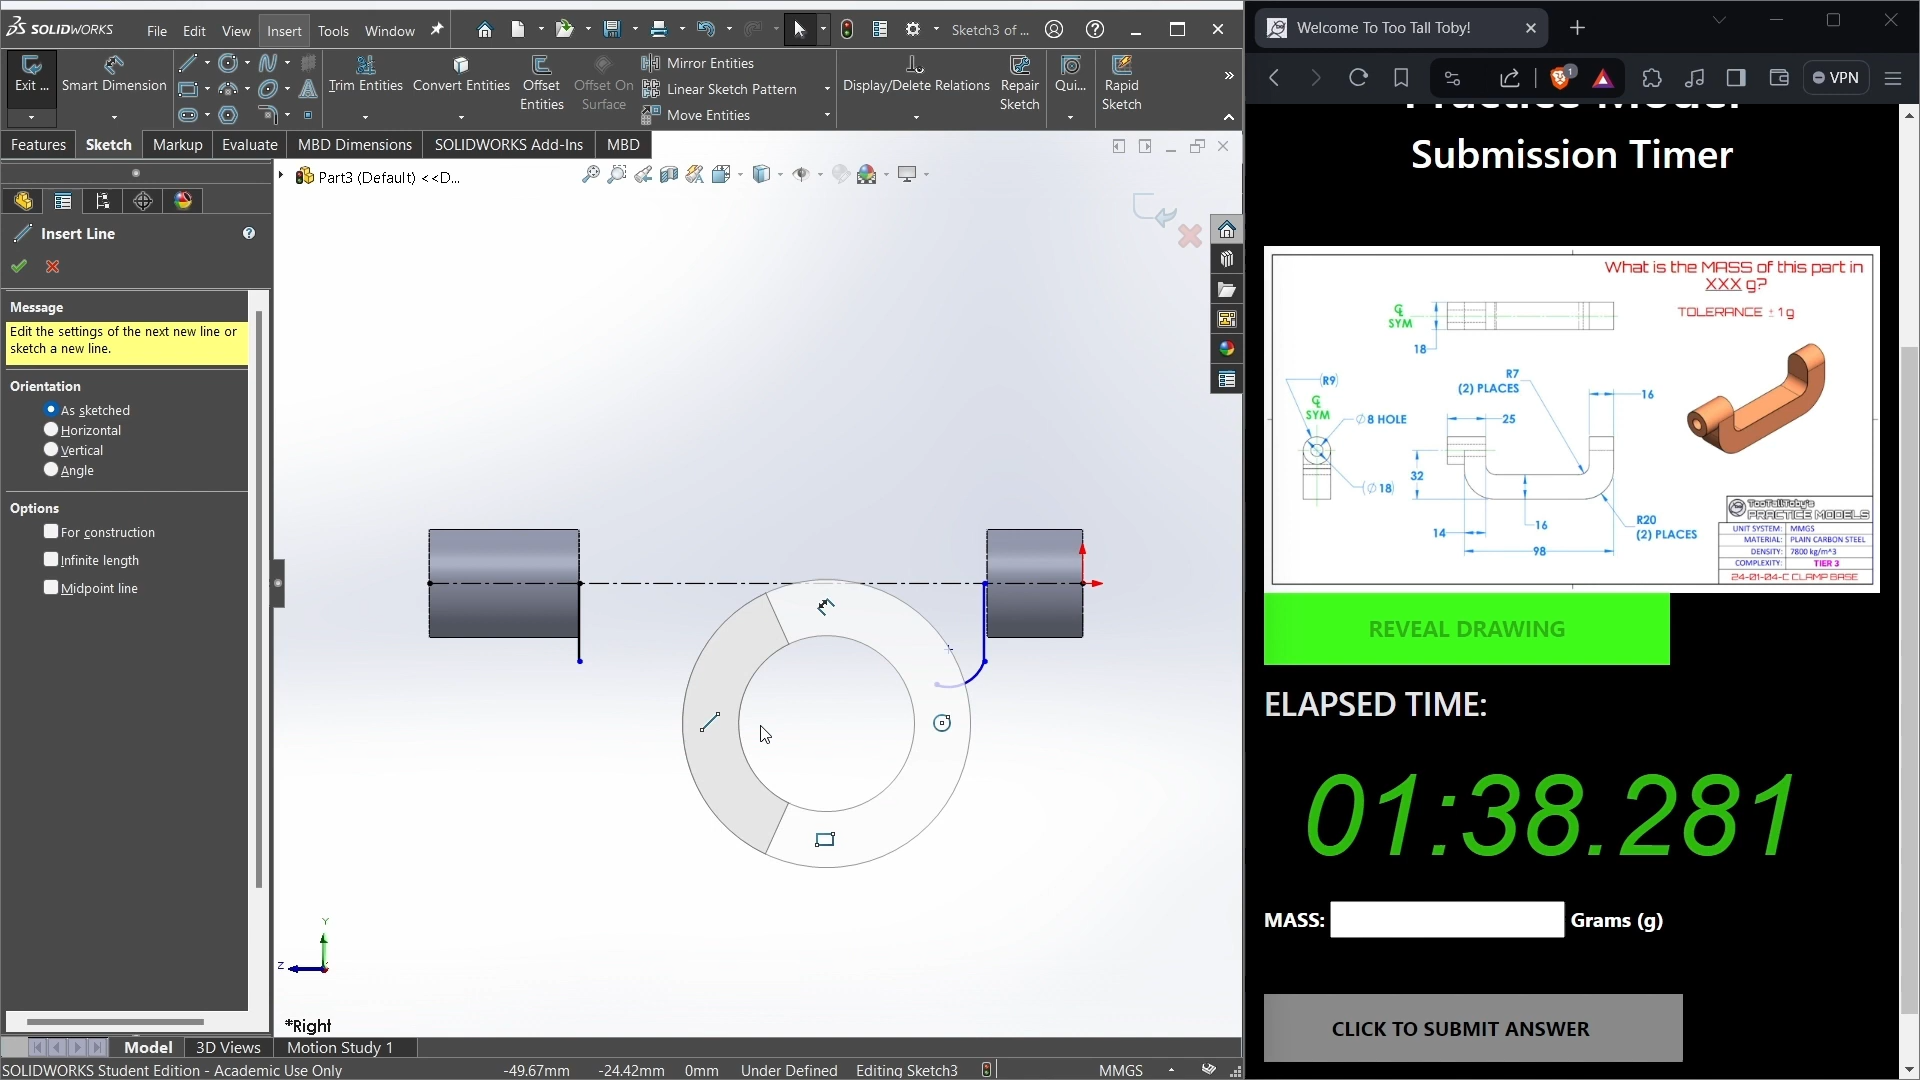 SOLIDWORKS
File
Edit
View
Insert
Tools
Window
Sketch3 of ...
Exit ...
Smart Dimension
Trim Entities
Convert Entities
Offset
Entities
Offset On
Surface
Mirror Entities
Linear Sketch Pattern
Move Entities
Display/Delete Relations
Repair
Sketch
Qui...
Rapid
Sketch
Features
Sketch
Markup
Evaluate
MBD Dimensions
SOLIDWORKS Add-Ins
MBD
Part3 (Default) <<D...
Insert Line
Message
Edit the settings of the next new line or
sketch a new line.
Orientation
As sketched
Horizontal
Vertical
Angle
Options
For construction
Infinite length
Midpoint line
Y
Z
*Right
Model
3D Views
Motion Study 1
SOLIDWORKS Student Edition - Academic Use Only
-49.67mm
-24.42mm
0mm
Under Defined
Editing Sketch3
MMGS
Welcome To Too Tall Toby!
1
VPN
Practice Model
Submission Timer
What is the MASS of this part in
XXX g?
TOLERANCE ± 1 g
℄
SYM
18
(R9)
℄
SYM
Ø8 HOLE
(Ø18)
R7
(2) PLACES
16
25
32
14
16
98
R20
(2) PLACES
TooTallToby's
PRACTICE MODELS
UNIT SYSTEM: MMGS
MATERIAL: PLAIN CARBON STEEL
DENSITY: 7800 kg/m^3
COMPLEXITY: TIER 3
24-01-04-C CLAMP BASE
REVEAL DRAWING
ELAPSED TIME:
01:38.281
MASS:
Grams (g)
CLICK TO SUBMIT ANSWER